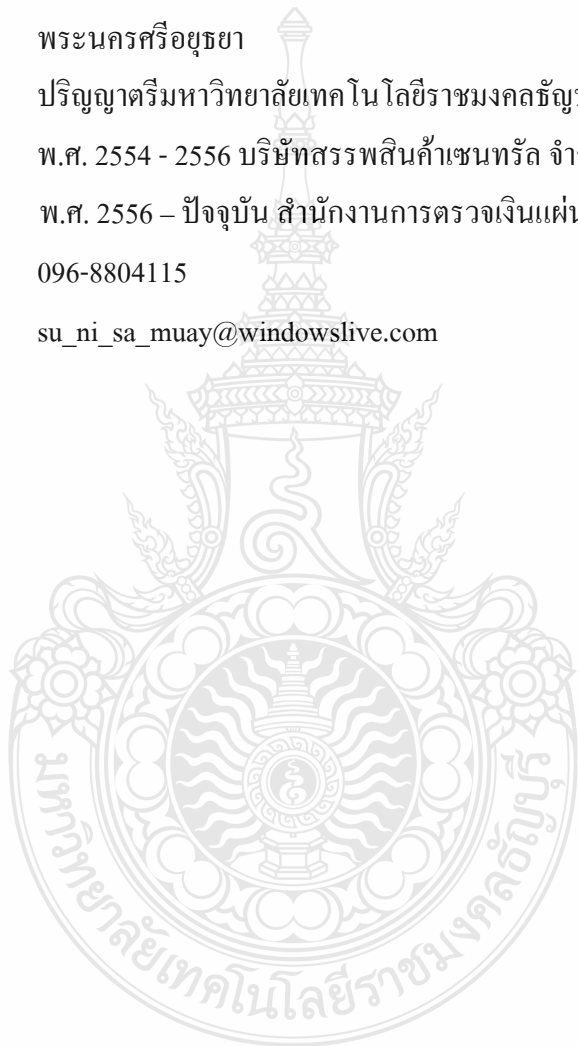 พระนครศรีอยุธยา
ปริญญาตรีมหาวิทยาลัยเทคโนโลยีราชมงคลธัญ
พ.ศ. 2554 - 2556 บริษัทสรรพสินค้าเซนทรัล จำ
พ.ศ. 2556 – ปัจจุบัน สำนักงานการตรวจเงินแผ่น
096-8804115
su_ni_sa_muay@windowslive.com
มหาวิทยาลัยเทคโนโลยีราชมงคลธัญบุรี